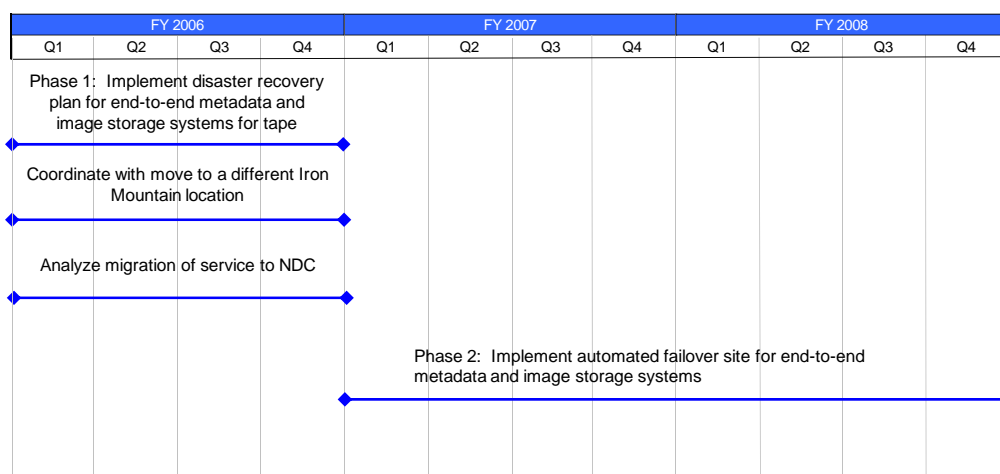 FY 2006 FY 2007 FY 2008
Q1 Q2 Q3 Q4 Q1 Q2 Q3 Q4 Q1 Q2 Q3 Q4
Phase 1: Implement disaster recovery
plan for end-to-end metadata and
image storage systems for tape
Coordinate with move to a different Iron
Mountain location
Analyze migration of service to NDC
Phase 2: Implement automated failover site for end-to-end
metadata and image storage systems